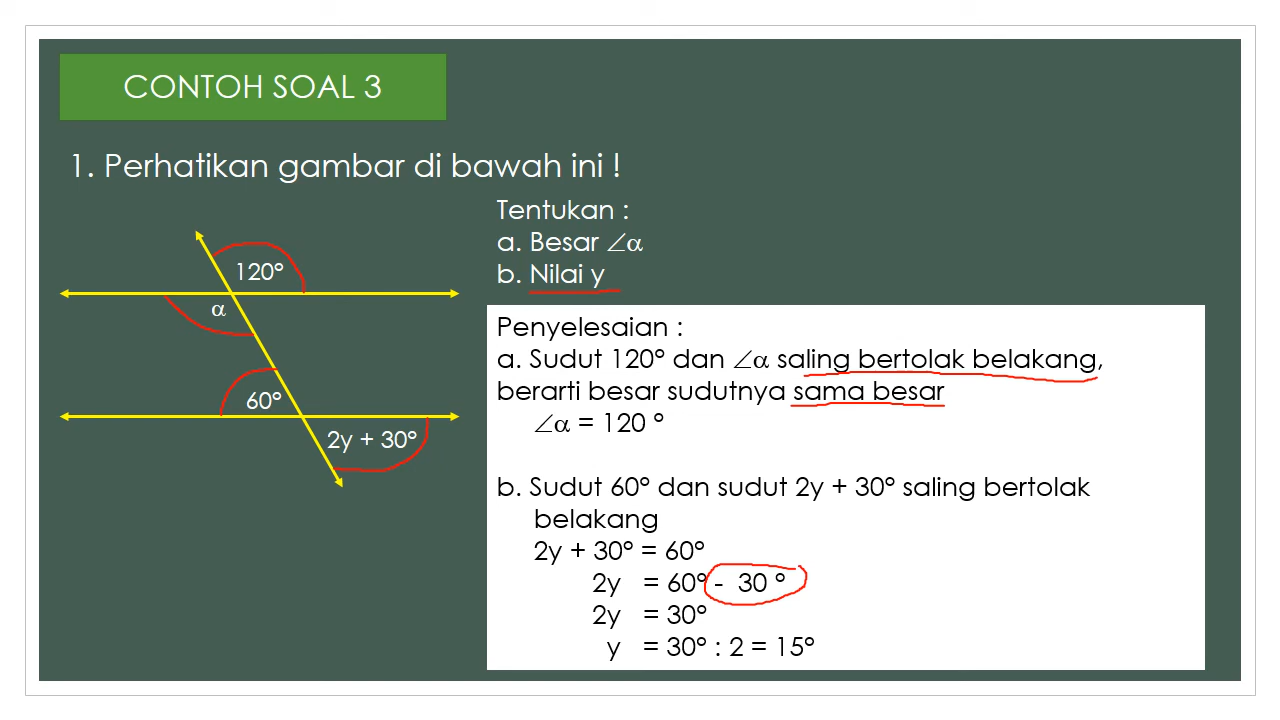 CONTOH SOAL 3
1. Perhatikan gambar di bawah ini !
Tentukan :
a. Besar ∠α
b. Nilai y
120°
α
60°
2y + 30°
Penyelesaian :
a. Sudut 120° dan ∠α saling bertolak belakang,
berarti besar sudutnya sama besar
∠α = 120 °
b. Sudut 60° dan sudut 2y + 30° saling bertolak
belakang
2y + 30° = 60°
2y = 60° - 30 °
2y = 30°
y = 30° : 2 = 15°